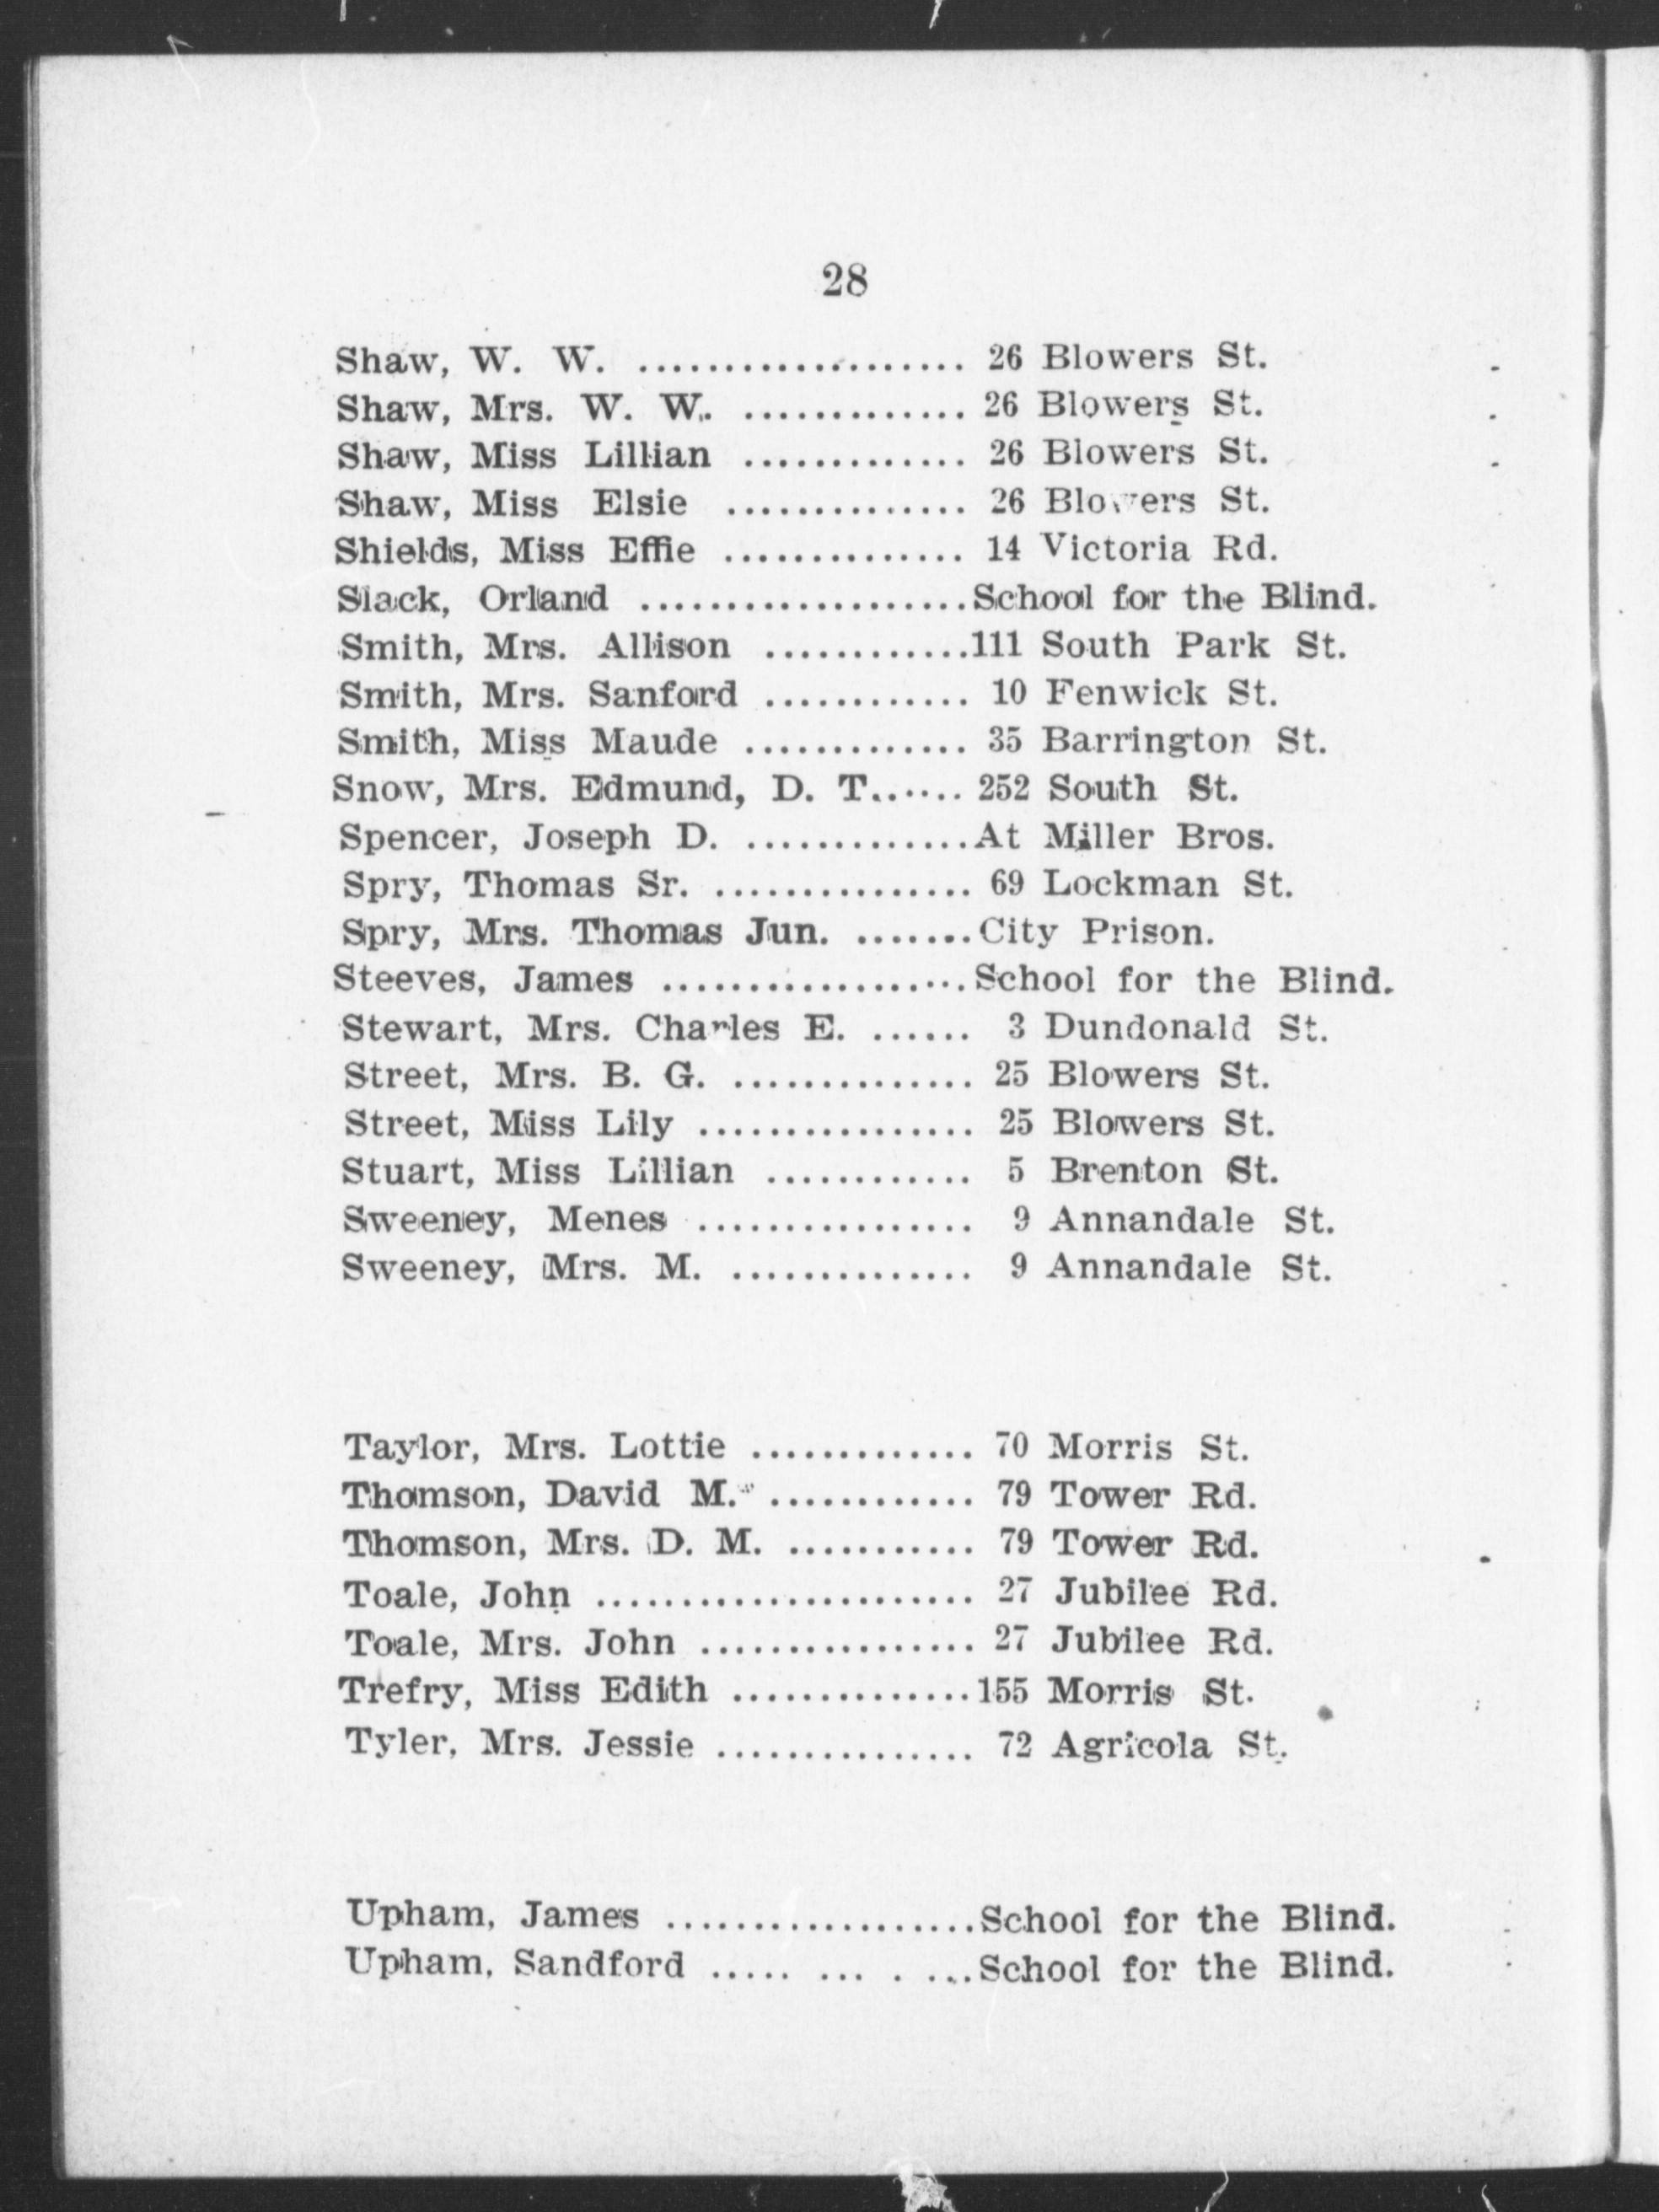 28
Shaw, W. W. .................... 26 Blowers St.
Shaw, Mrs. W. W. ............. 26 Blowers St.
Shaw, Miss Lillian ............. 26 Blowers St.
Shaw, Miss Elsie .............. 26 Blowers St.
Shields, Miss Effie .............. 14 Victoria Rd.
Slack, Orland ....................School for the Blind.
Smith, Mrs. Allison ............111 South Park St.
Smith, Mrs. Sanford ............ 10 Fenwick St.
Smith, Miss Maude ............. 35 Barrington St.
Snow, Mrs. Edmund, D. T...... 252 South St.
Spencer, Joseph D. .............At Miller Bros.
Spry, Thomas Sr. ............... 69 Lockman St.
Spry, Mrs. Thomas Jun. .......City Prison.
Steeves, James ..................School for the Blind.
Stewart, Mrs. Charles E. ...... 3 Dundonald St.
Street, Mrs. B. G. .............. 25 Blowers St.
Street, Miss Lily ................ 25 Blowers St.
Stuart, Miss Lillian ............ 5 Brenton St.
Sweeney, Menes ................ 9 Annandale St.
Sweeney, Mrs. M. .............. 9 Annandale St.
Taylor, Mrs. Lottie ............. 70 Morris St.
Thomson, David M. ............ 79 Tower Rd.
Thomson, Mrs. D. M. ........... 79 Tower Rd.
Toale, John ...................... 27 Jubilee Rd.
Toale, Mrs. John ................ 27 Jubilee Rd.
Trefry, Miss Edith ..............155 Morris St.
Tyler, Mrs. Jessie ............... 72 Agricola St.
Upham, James ..................School for the Blind.
Upham, Sandford ..... ... . ...School for the Blind.